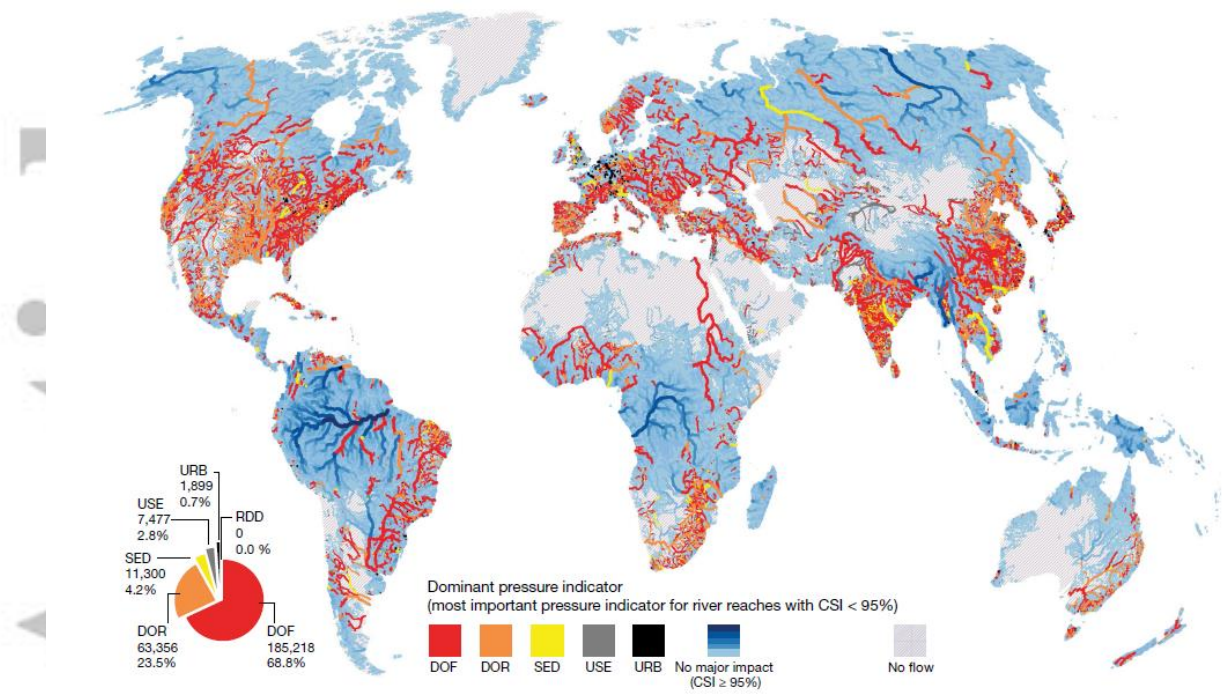 URB
1,899
0.7%
USE
7,477
2.8%
RDD
0
0.0 %
SED
11,300
4.2%
DOR
63,356
23.5%
DOF
185,218
68.8%
Dominant pressure indicator
(most important pressure indicator for river reaches with CSI < 95%)
DOF
DOR
SED
USE
URB
No major impact
(CSI ≥ 95%)
No flow